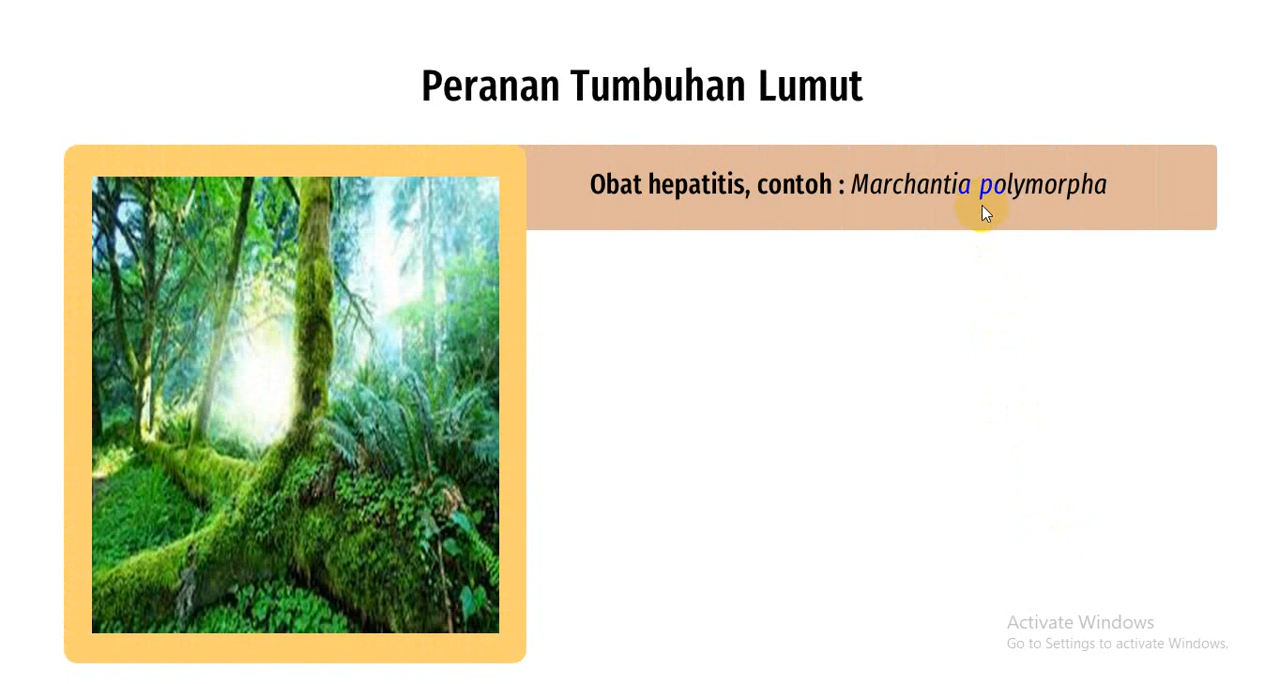 Peranan Tumbuhan Lumut
Obat hepatitis, contoh : Marchantia polymorpha
Activate Windows
Go to Settings to activate Windows.